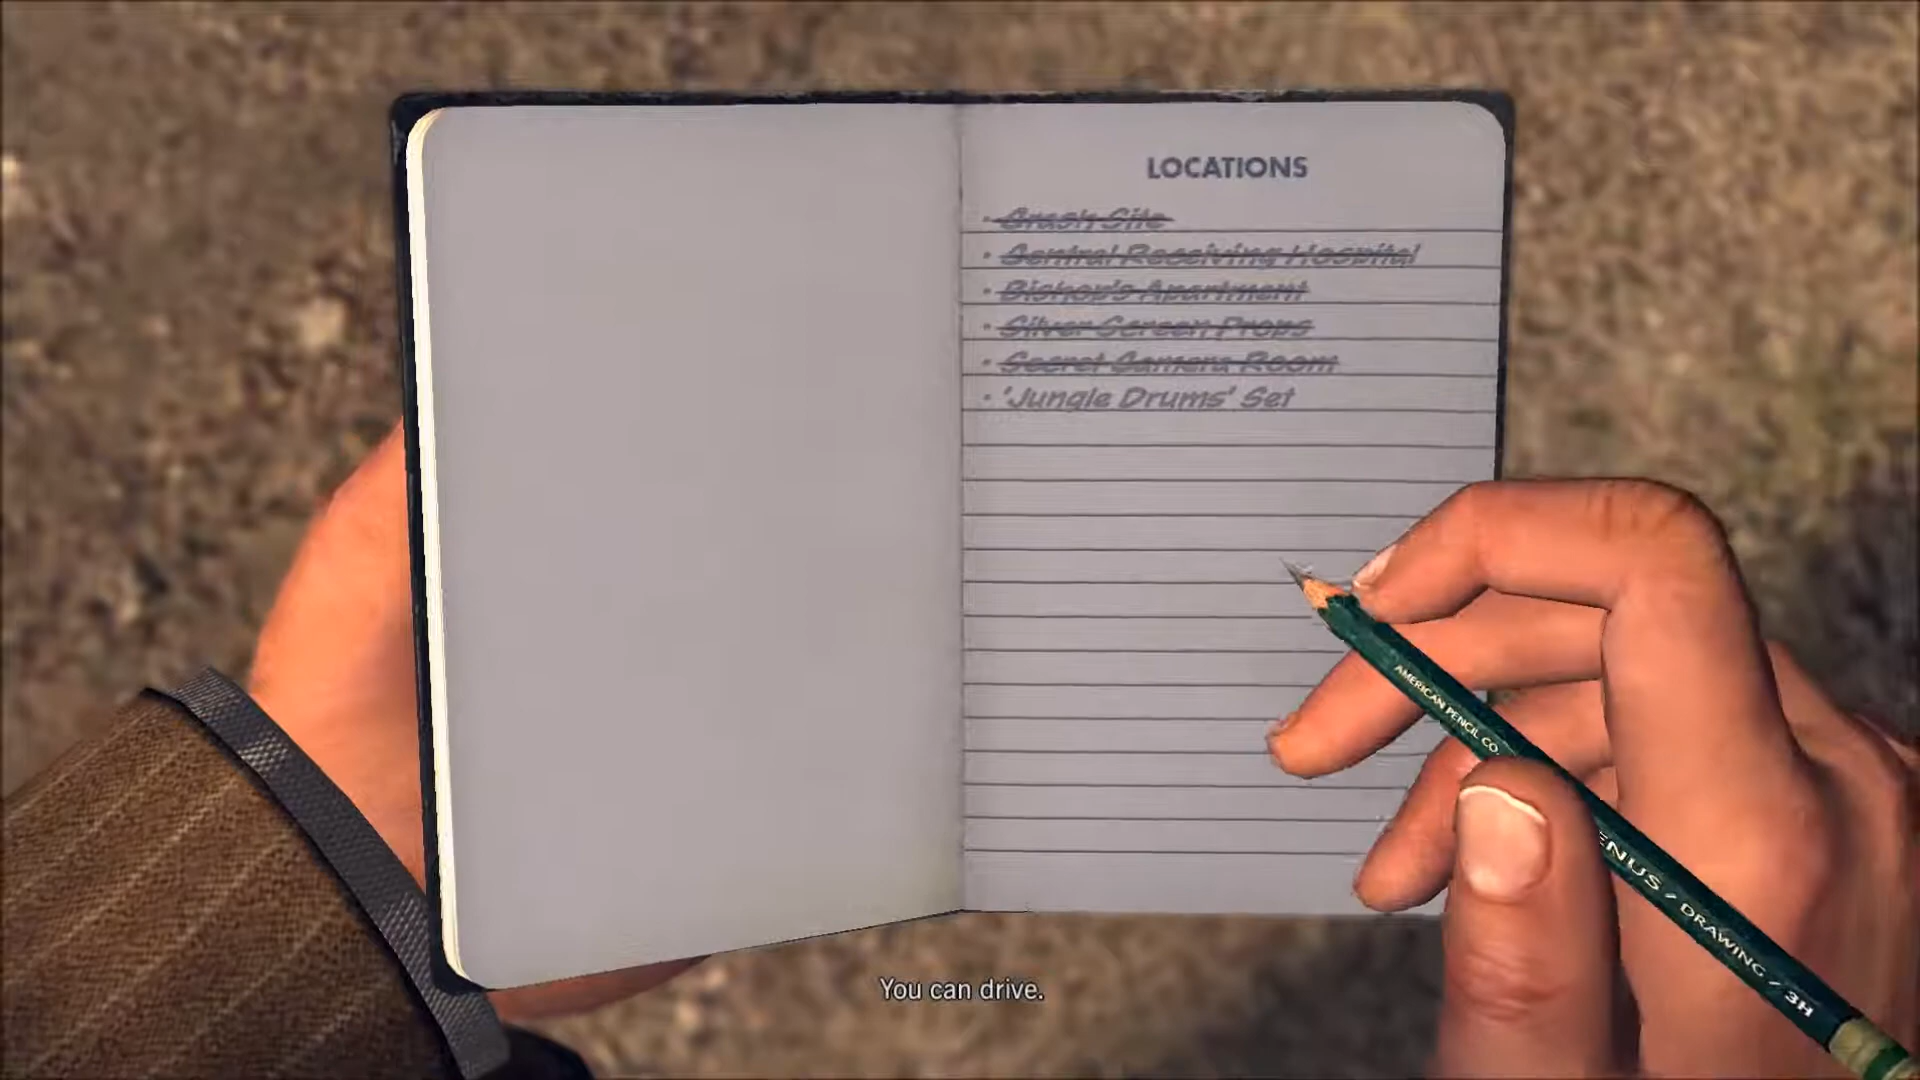 LOCATIONS
· Crash Site
· Central Receiving Hospital
· Bishop's Apartment
· Silver Screen Props
· Secret Camera Room
· 'Jungle Drums' Set
AMERICAN PENCIL CO.
ENUS / DRAWING / 3H
You can drive.